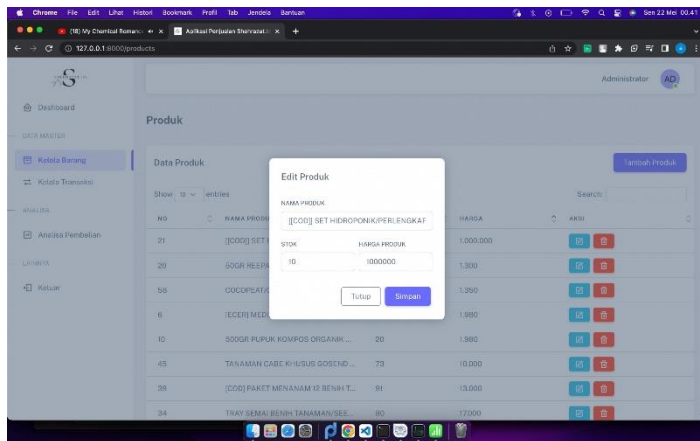 Chrome File Edit Lihat Histori Bookmark Profil Tab Jendela Bantuan
Sen 22 Mei 00.41
(18) My Chemical Romance
Aplikasi Penjualan Shahrazat
127.0.0.1:8000/products
Administrator AD
Dashboard
Produk
DATA MASTER
Kelola Barang
Data Produk
Tambah Produk
Edit Produk
Kelola Transaksi
Show 10 entries
Search:
NAMA PRODUK
ANALISA
[[COD]] SET HIDROPONIK/PERLENGKAP
NO NAMA PRODUK HARGA AKSI
Analisa Pembelian
STOK HARGA PRODUK
21 [[COD]] SET 1.000.000
10 1000000
LAINNYA
20 50GR 1.300
Keluar
58 COCOPEAT/ 1.350
Tutup Simpan
6 [ECER] MED 1.980
10 500GR PUPUK KOMPOS ORGANIK ... 20 1.980
45 TANAMAN CABE KHUSUS GOSEND ... 73 10.000
39 [COD] PAKET MENANAM 12 BENIH T... 91 13.000
34 TRAY SEMAI BENIH TANAMAN/SEE... 90 17.000